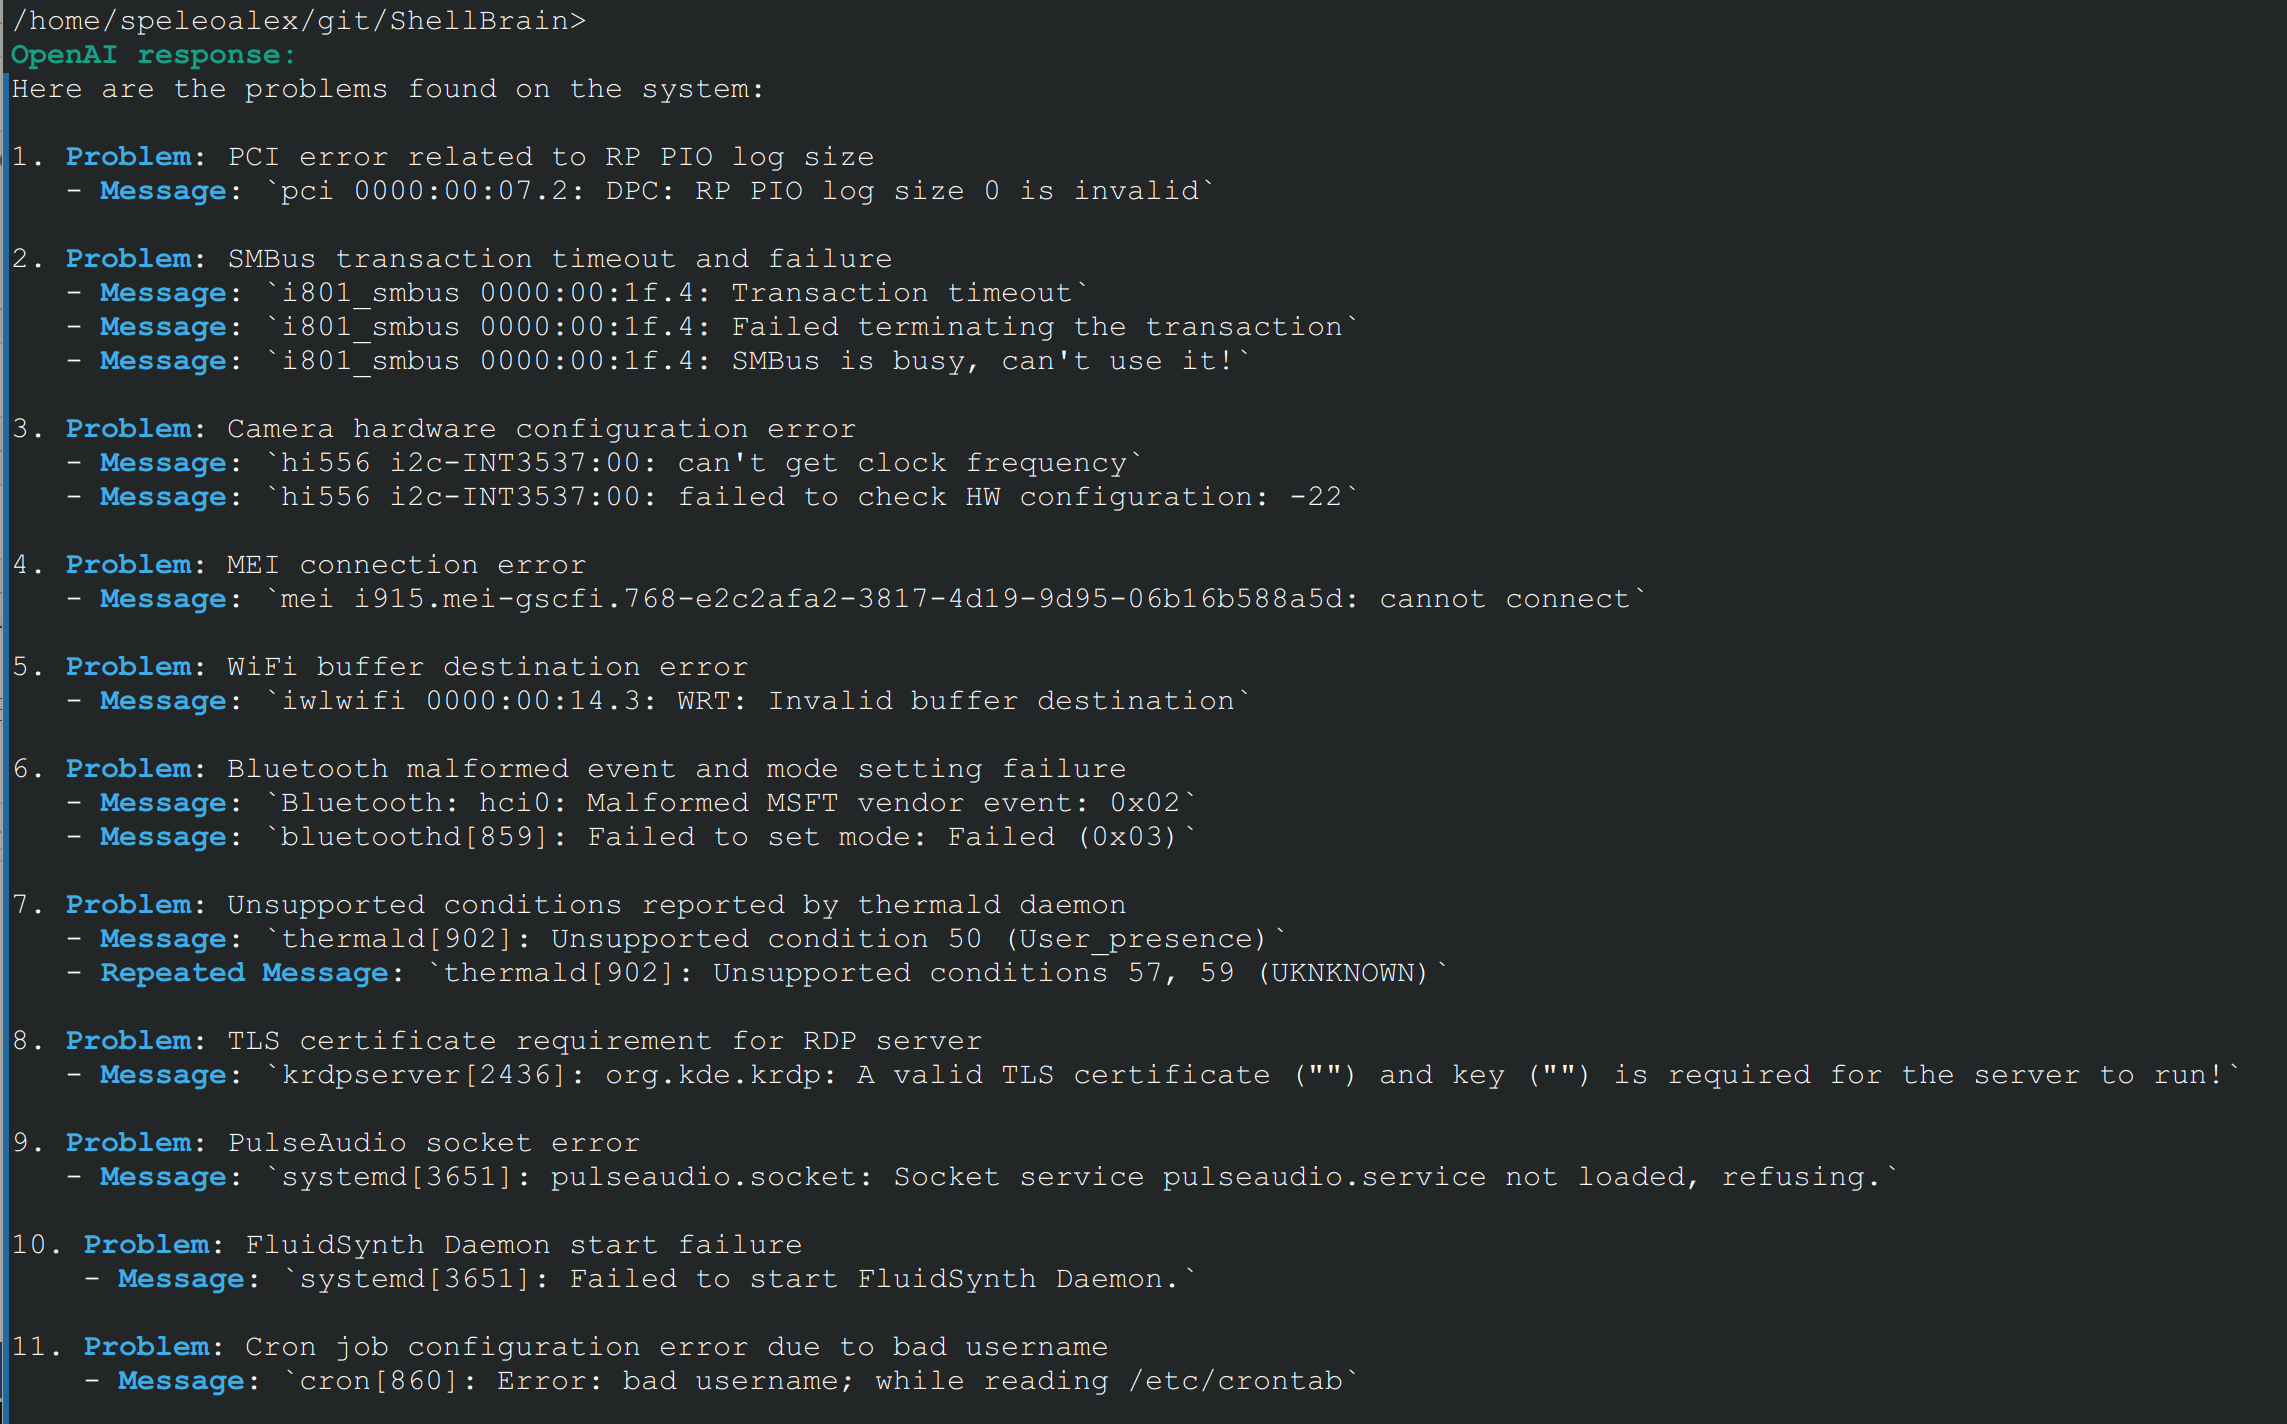 /home/speleoalex/git/ShellBrain>
OpenAI response:
Here are the problems found on the system:
1. Problem: PCI error related to RP PIO log size
- Message: `pci 0000:00:07.2: DPC: RP PIO log size 0 is invalid`
2. Problem: SMBus transaction timeout and failure
- Message: `i801_smbus 0000:00:1f.4: Transaction timeout`
- Message: `i801_smbus 0000:00:1f.4: Failed terminating the transaction`
- Message: `i801_smbus 0000:00:1f.4: SMBus is busy, can't use it!`
3. Problem: Camera hardware configuration error
- Message: `hi556 i2c-INT3537:00: can't get clock frequency`
- Message: `hi556 i2c-INT3537:00: failed to check HW configuration: -22`
4. Problem: MEI connection error
- Message: `mei i915.mei-gscfi.768-e2c2afa2-3817-4d19-9d95-06b16b588a5d: cannot connect`
5. Problem: WiFi buffer destination error
- Message: `iwlwifi 0000:00:14.3: WRT: Invalid buffer destination`
6. Problem: Bluetooth malformed event and mode setting failure
- Message: `Bluetooth: hci0: Malformed MSFT vendor event: 0x02`
- Message: `bluetoothd[859]: Failed to set mode: Failed (0x03)`
7. Problem: Unsupported conditions reported by thermald daemon
- Message: `thermald[902]: Unsupported condition 50 (User_presence)`
- Repeated Message: `thermald[902]: Unsupported conditions 57, 59 (UKNKNOWN)`
8. Problem: TLS certificate requirement for RDP server
- Message: `krdpserver[2436]: org.kde.krdp: A valid TLS certificate ("") and key ("") is required for the server to run!`
9. Problem: PulseAudio socket error
- Message: `systemd[3651]: pulseaudio.socket: Socket service pulseaudio.service not loaded, refusing.`
10. Problem: FluidSynth Daemon start failure
- Message: `systemd[3651]: Failed to start FluidSynth Daemon.`
11. Problem: Cron job configuration error due to bad username
- Message: `cron[860]: Error: bad username; while reading /etc/crontab`